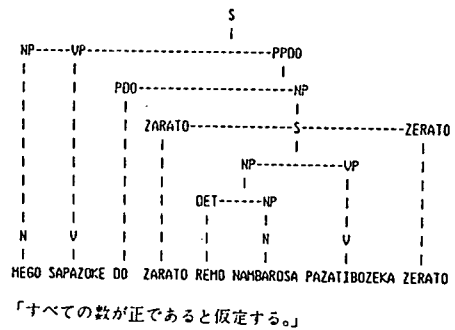 S
NP VP PPDO
PDO NP
ZARATO S ZERATO
NP VP
DET NP
N V N V
MEGO SAPAZOKE DO ZARATO REMO NAMBAROSA PAZATIBOZEKA ZERATO
「すべての数が正であると仮定する。」